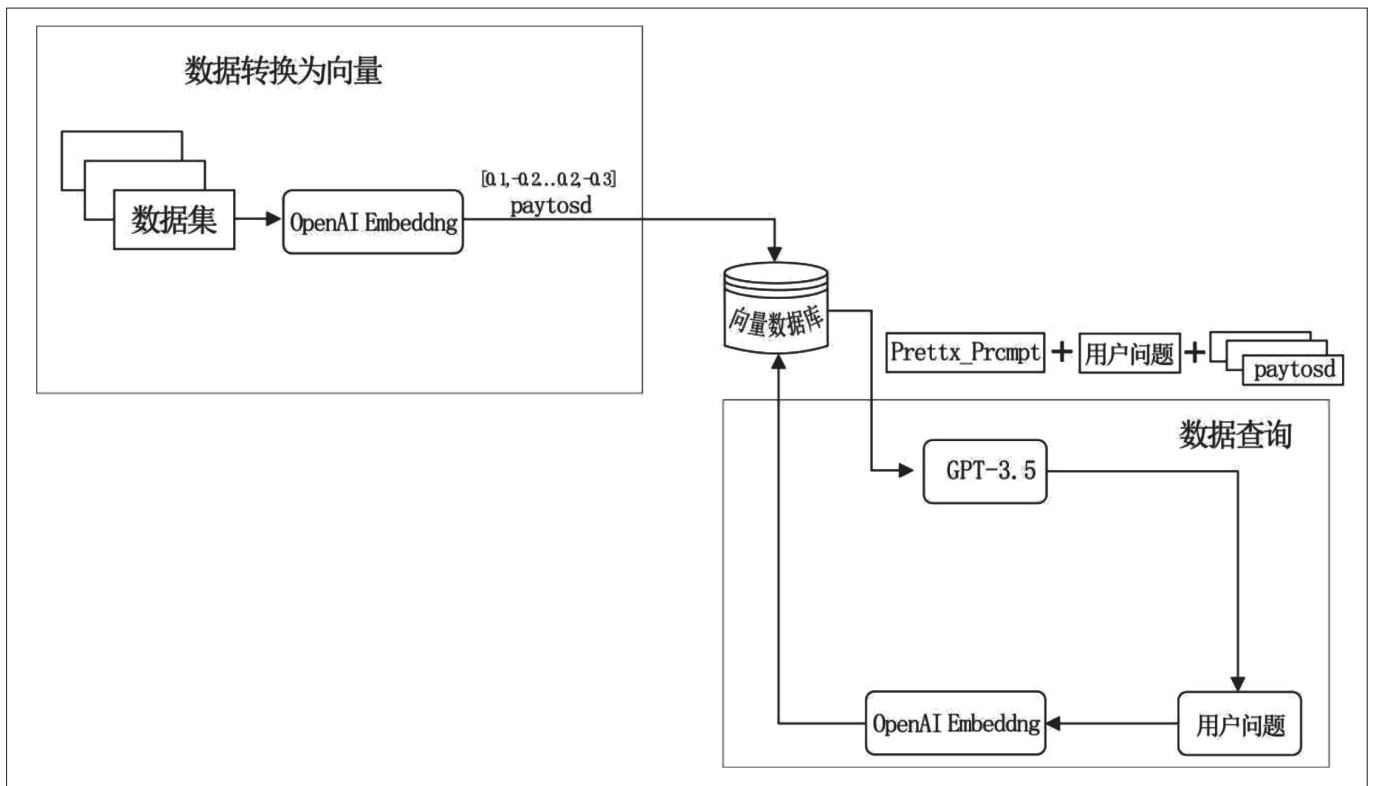 数据转换为向量
[0.1,-0.2...0.2,-0.3]
paytosd
数据集
OpenAI Embeddng
向量数据库
Prettx_Prcmpt + 用户问题 +
paytosd
数据查询
GPT-3.5
OpenAI Embeddng
用户问题